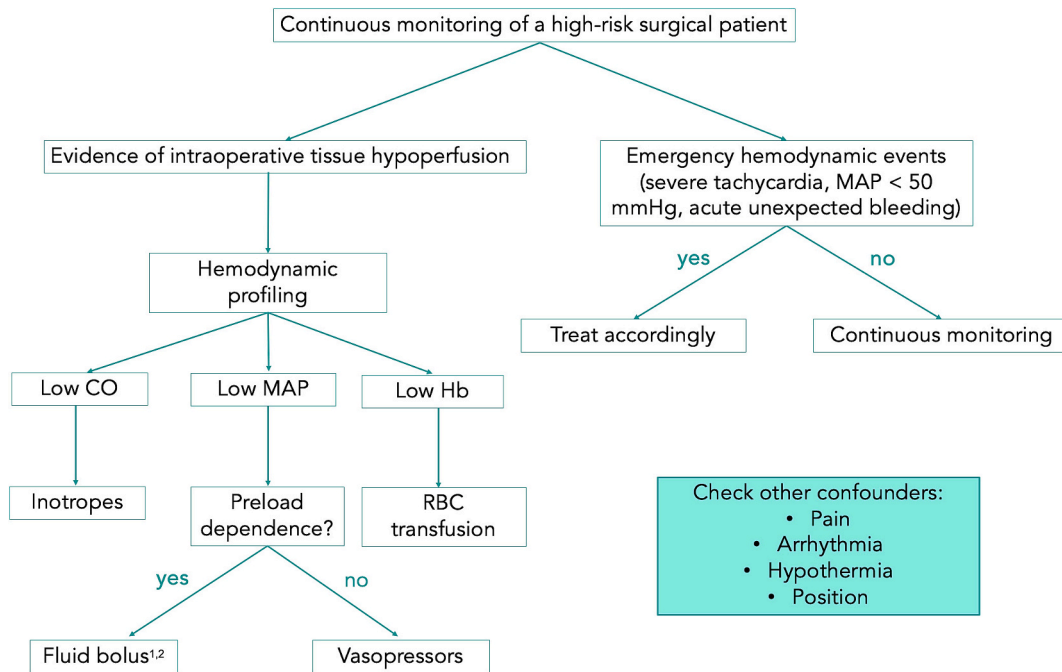 Continuous monitoring of a high-risk surgical patient
Evidence of intraoperative tissue hypoperfusion
Emergency hemodynamic events
(severe tachycardia, MAP < 50
mmHg, acute unexpected bleeding)
yes
no
Hemodynamic
profiling
Treat accordingly
Continuous monitoring
Low CO
Low MAP
Low Hb
Inotropes
Preload
dependence?
RBC
transfusion
Check other confounders:
• Pain
• Arrhythmia
• Hypothermia
• Position
yes
no
Fluid bolus¹,²
Vasopressors